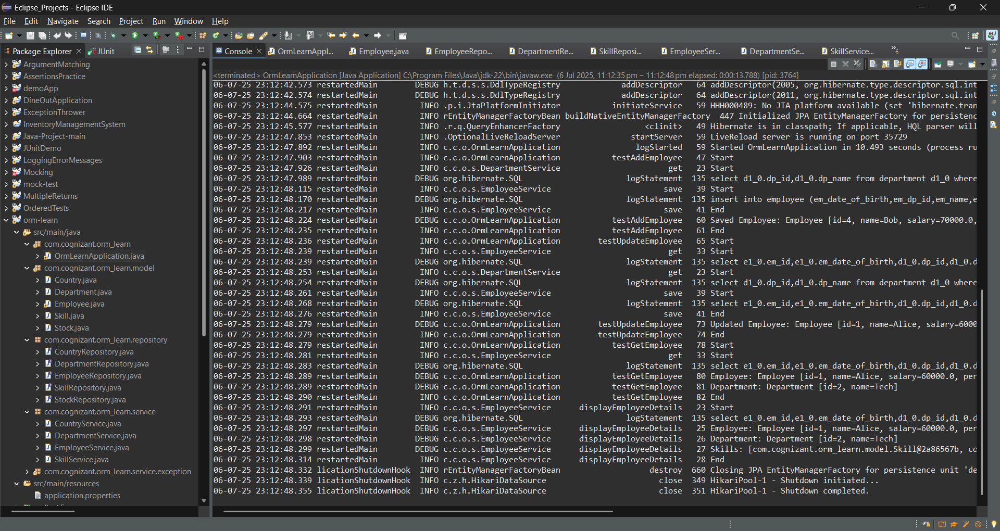 Eclipse_Projects - Eclipse IDE
File Edit Navigate Search Project Run Window Help
Package Explorer
JUnit
ArgumentMatching
AssertionsPractice
demoApp
DineOutApplication
ExceptionThrower
InventoryManagementSystem
Java-Project-main
JUnitDemo
LoggingErrorMessages
Mocking
mock-test
MultipleReturns
OrderedTests
orm-learn
src/main/java
com.cognizant.orm_learn
OrmLearnApplication.java
com.cognizant.orm_learn.model
Country.java
Department.java
Employee.java
Skill.java
Stock.java
com.cognizant.orm_learn.repository
CountryRepository.java
DepartmentRepository.java
EmployeeRepository.java
SkillRepository.java
StockRepository.java
com.cognizant.orm_learn.service
CountryService.java
DepartmentService.java
EmployeeService.java
SkillService.java
com.cognizant.orm_learn.service.exception
src/main/resources
application.properties
Console OrmLearnAppl... Employee.java EmployeeRepo... DepartmentRe... SkillReposi... EmployeeSer... DepartmentSe... SkillService... »6
<terminated> OrmLearnApplication [Java Application] C:\Program Files\Java\jdk-22\bin\javaw.exe (6 Jul 2025, 11:12:35 pm – 11:12:48 pm elapsed: 0:00:13.788) [pid: 3764]
06-07-25 23:12:42.573 restartedMain DEBUG h.t.d.s.s.DdlTypeRegistry addDescriptor 64 addDescriptor(2005, org.hibernate.type.descriptor.sql.int
06-07-25 23:12:42.574 restartedMain DEBUG h.t.d.s.s.DdlTypeRegistry addDescriptor 64 addDescriptor(2011, org.hibernate.type.descriptor.sql.int
06-07-25 23:12:44.575 restartedMain INFO .p.i.JtaPlatformInitiator initiateService 59 HHH000489: No JTA platform available (set 'hibernate.tran
06-07-25 23:12:44.664 restartedMain INFO rEntityManagerFactoryBean buildNativeEntityManagerFactory 447 Initialized JPA EntityManagerFactory for persistenc
06-07-25 23:12:45.577 restartedMain INFO .r.q.QueryEnhancerFactory <clinit> 49 Hibernate is in classpath; If applicable, HQL parser will
06-07-25 23:12:47.853 restartedMain INFO .OptionalLiveReloadServer startServer 59 LiveReload server is running on port 35729
06-07-25 23:12:47.892 restartedMain INFO c.c.o.OrmLearnApplication logStarted 59 Started OrmLearnApplication in 10.493 seconds (process ru
06-07-25 23:12:47.903 restartedMain INFO c.c.o.OrmLearnApplication testAddEmployee 47 Start
06-07-25 23:12:47.926 restartedMain INFO c.c.o.s.DepartmentService get 23 Start
06-07-25 23:12:47.989 restartedMain DEBUG org.hibernate.SQL logStatement 135 select d1_0.dp_id,d1_0.dp_name from department d1_0 where
06-07-25 23:12:48.115 restartedMain INFO c.c.o.s.EmployeeService save 39 Start
06-07-25 23:12:48.170 restartedMain DEBUG org.hibernate.SQL logStatement 135 insert into employee (em_date_of_birth,em_dp_id,em_name,e
06-07-25 23:12:48.217 restartedMain INFO c.c.o.s.EmployeeService save 41 End
06-07-25 23:12:48.224 restartedMain DEBUG c.c.o.OrmLearnApplication testAddEmployee 60 Saved Employee: Employee [id=4, name=Bob, salary=70000.0,
06-07-25 23:12:48.235 restartedMain INFO c.c.o.OrmLearnApplication testAddEmployee 61 End
06-07-25 23:12:48.236 restartedMain INFO c.c.o.OrmLearnApplication testUpdateEmployee 65 Start
06-07-25 23:12:48.239 restartedMain INFO c.c.o.s.EmployeeService get 33 Start
06-07-25 23:12:48.239 restartedMain DEBUG org.hibernate.SQL logStatement 135 select e1_0.em_id,e1_0.em_date_of_birth,d1_0.dp_id,d1_0.d
06-07-25 23:12:48.253 restartedMain INFO c.c.o.s.DepartmentService get 23 Start
06-07-25 23:12:48.254 restartedMain DEBUG org.hibernate.SQL logStatement 135 select d1_0.dp_id,d1_0.dp_name from department d1_0 where
06-07-25 23:12:48.261 restartedMain INFO c.c.o.s.EmployeeService save 39 Start
06-07-25 23:12:48.268 restartedMain DEBUG org.hibernate.SQL logStatement 135 select e1_0.em_id,e1_0.em_date_of_birth,d1_0.dp_id,d1_0.d
06-07-25 23:12:48.276 restartedMain INFO c.c.o.s.EmployeeService save 41 End
06-07-25 23:12:48.279 restartedMain DEBUG c.c.o.OrmLearnApplication testUpdateEmployee 73 Updated Employee: Employee [id=1, name=Alice, salary=6000
06-07-25 23:12:48.279 restartedMain INFO c.c.o.OrmLearnApplication testUpdateEmployee 74 End
06-07-25 23:12:48.279 restartedMain INFO c.c.o.OrmLearnApplication testGetEmployee 78 Start
06-07-25 23:12:48.281 restartedMain INFO c.c.o.s.EmployeeService get 33 Start
06-07-25 23:12:48.283 restartedMain DEBUG org.hibernate.SQL logStatement 135 select e1_0.em_id,e1_0.em_date_of_birth,d1_0.dp_id,d1_0.d
06-07-25 23:12:48.289 restartedMain DEBUG c.c.o.OrmLearnApplication testGetEmployee 80 Employee: Employee [id=1, name=Alice, salary=60000.0, per
06-07-25 23:12:48.289 restartedMain DEBUG c.c.o.OrmLearnApplication testGetEmployee 81 Department: Department [id=2, name=Tech]
06-07-25 23:12:48.290 restartedMain INFO c.c.o.OrmLearnApplication testGetEmployee 82 End
06-07-25 23:12:48.291 restartedMain INFO c.c.o.s.EmployeeService displayEmployeeDetails 23 Start
06-07-25 23:12:48.293 restartedMain DEBUG org.hibernate.SQL logStatement 135 select e1_0.em_id,e1_0.em_date_of_birth,d1_0.dp_id,d1_0.d
06-07-25 23:12:48.297 restartedMain DEBUG c.c.o.s.EmployeeService displayEmployeeDetails 25 Employee: Employee [id=1, name=Alice, salary=60000.0, per
06-07-25 23:12:48.298 restartedMain DEBUG c.c.o.s.EmployeeService displayEmployeeDetails 26 Department: Department [id=2, name=Tech]
06-07-25 23:12:48.299 restartedMain DEBUG c.c.o.s.EmployeeService displayEmployeeDetails 27 Skills: [com.cognizant.orm_learn.model.Skill@2a86567b, co
06-07-25 23:12:48.314 restartedMain INFO c.c.o.s.EmployeeService displayEmployeeDetails 28 End
06-07-25 23:12:48.332 licationShutdownHook INFO rEntityManagerFactoryBean destroy 660 Closing JPA EntityManagerFactory for persistence unit 'de
06-07-25 23:12:48.339 licationShutdownHook INFO c.z.h.HikariDataSource close 349 HikariPool-1 - Shutdown initiated...
06-07-25 23:12:48.355 licationShutdownHook INFO c.z.h.HikariDataSource close 351 HikariPool-1 - Shutdown completed.